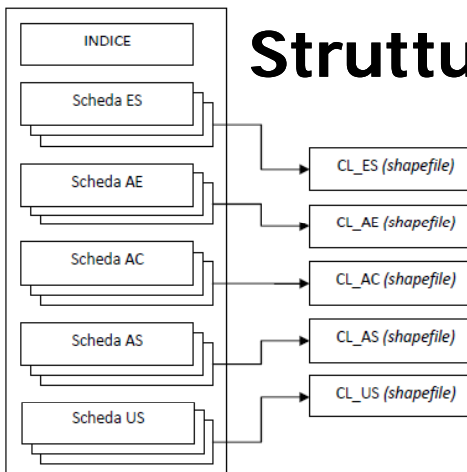 INDICE
Struttu
Scheda ES
Scheda AE
Scheda AC
Scheda AS
Scheda US
CL_ES (shapefile)
CL_AE (shapefile)
CL_AC (shapefile)
CL_AS (shapefile)
CL_US (shapefile)